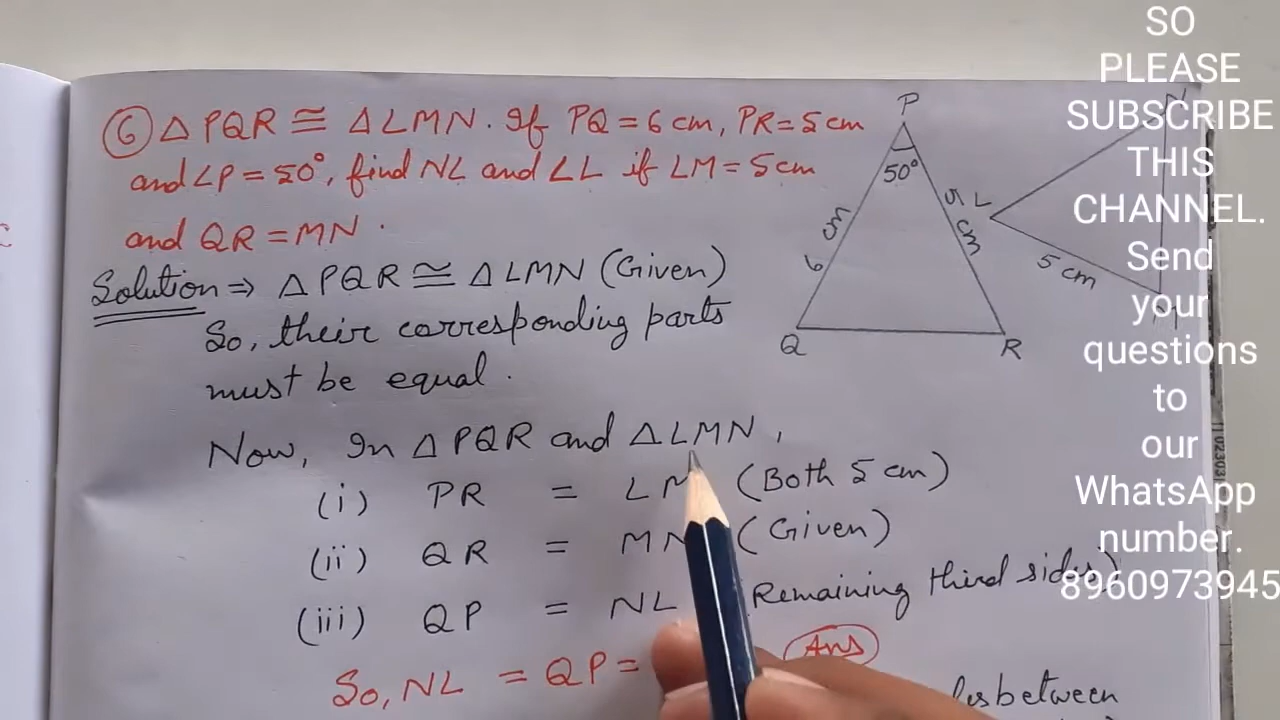 6 △ PQR ≅ △ LMN. If PQ = 6 cm, PR = 5 cm
and ∠P = 50°, find NL and ∠L if LM = 5 cm
and QR = MN.
Solution ⇒ △ PQR ≅ △ LMN (Given)
So, their corresponding parts
must be equal.
Now, In △ PQR and △ LMN,
(i) PR = LM (Both 5 cm)
(ii) QR = MN (Given)
(iii) QP = NL (Remaining third sides)
So, NL = QP = Ans
between
P
50°
6 cm
5 cm
Q
R
L
5 cm
N
M
SO
PLEASE
SUBSCRIBE
THIS
CHANNEL.
Send
your
questions
to
our
WhatsApp
number.
8960973945